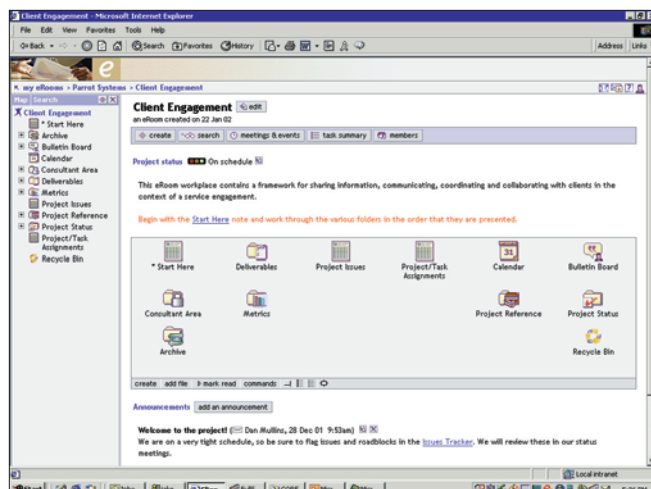 Client Engagement - Microsoft Internet Explorer
File Edit View Favorites Tools Help
Back Search Favorites History Address Links
e
my eRooms > Parrot Systems > Client Engagement
Map Search
Client Engagement
* Start Here
Archive
Bulletin Board
Calendar
Consultant Area
Deliverables
Metrics
Project Issues
Project Reference
Project Status
Project/Task
Assignments
Recycle Bin
Client Engagement edit
an eRoom created on 22 Jan 02
create search meetings & events task summary members
Project status On schedule
This eRoom workplace contains a framework for sharing information, communicating, coordinating and collaborating with clients in the
context of a service engagement.
Begin with the Start Here note and work through the various folders in the order that they are presented.
* Start Here Deliverables Project Issues Project/Task Assignments 31 Calendar Bulletin Board
Consultant Area Metrics Project Reference Project Status
Archive Recycle Bin
create add file mark read commands
Announcements add an announcement
Welcome to the project! (Dan Mullins, 28 Dec 01 9:53am)
We are on a very tight schedule, so be sure to flag issues and roadblocks in the Issues Tracker. We will review these in our status
meetings.
Local intranet